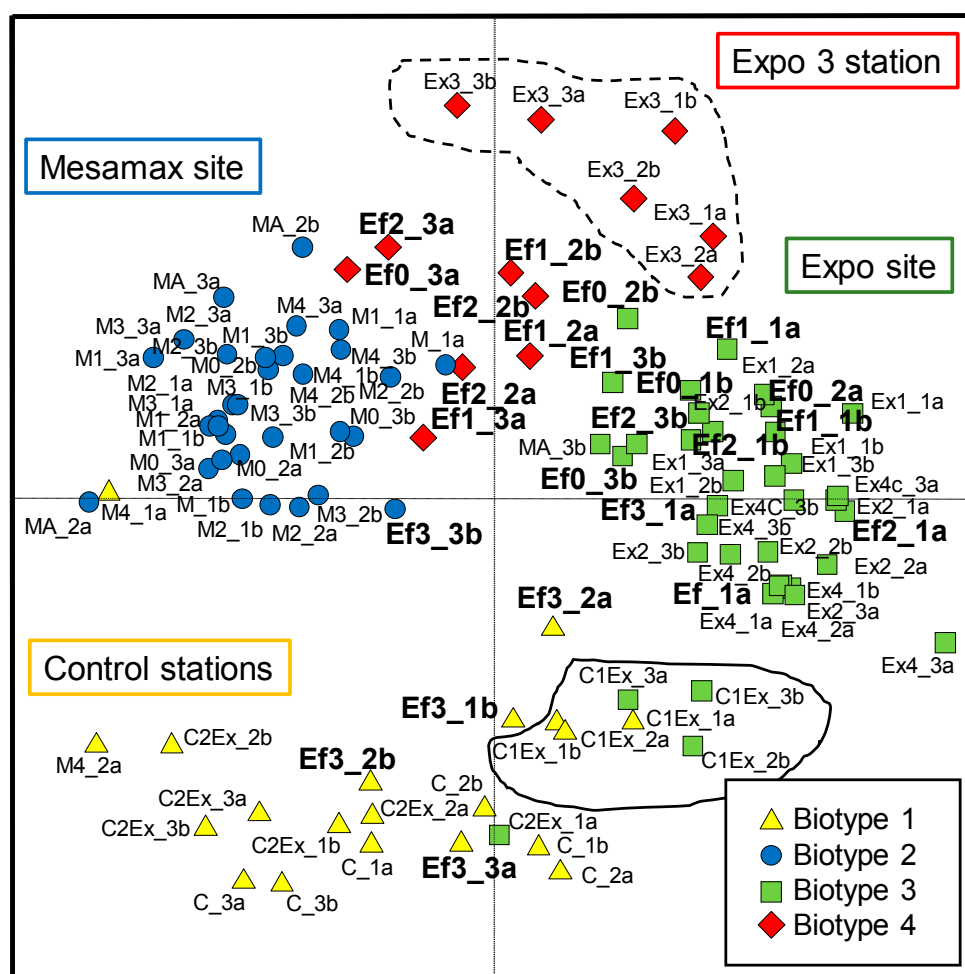 Ex3_3b
Ex3_3a
Ex3_1b
Expo 3 station
Mesamax site
Ex3_2b
Ex3_1a
Ex3_2a
MA_2b
Ef2_3a
Ef1_2b
Expo site
Ef0_3a
MA_3a
Ef2_2b
Ef0_2b
M4_3a
M1_1a
M2_3a
M3_3a
M1_3b
Ef1_2a
Ef1_1a
M1_3a
M2_3b
M0_2b
M4_3b
M_1a
Ef1_3b
Ex1_2a
M2_1a
M3_1b
M4_1b
M2_2b
Ef2_2a
Ef0_1b
Ef0_2a
M3_1a
M4_2b
Ex1_2b
Ex1_1a
M1_2a
M3_3b
M0_3b
Ef1_3a
Ef2_3b
Ef1_1b
M1_1b
M1_2b
MA_3b
Ef2_1b
Ex1_1b
M0_3a
M0_2a
Ex1_3a
Ex1_3b
M3_2a
Ef0_3b
Ex1_2b
Ex4c_3a
MA_2a
M4_1a
M_1b
M3_2b
Ef3_1a
Ex4C_3b
Ex2_1a
M2_1b
M2_2a
Ef3_3b
Ex4_3b
Ef2_1a
Ex2_3b
Ex2_2b
Ex2_2a
Ex4_2b
Ef3_2a
Ef_1a
Ex4_1b
Ex2_3a
Ex4_1a
Ex4_2a
Control stations
Ex4_3a
C1Ex_3a
C1Ex_3b
Ef3_1b
C1Ex_1a
C2Ex_2b
C1Ex_1b
C1Ex_2a
M4_2a
Ef3_2b
C1Ex_2b
C_2b
C2Ex_3a
C2Ex_2a
C2Ex_3b
C2Ex_1a
C2Ex_1b
C_1b
C_1a
Ef3_3a
C_2a
C_3a
C_3b
Biotype 1
Biotype 2
Biotype 3
Biotype 4